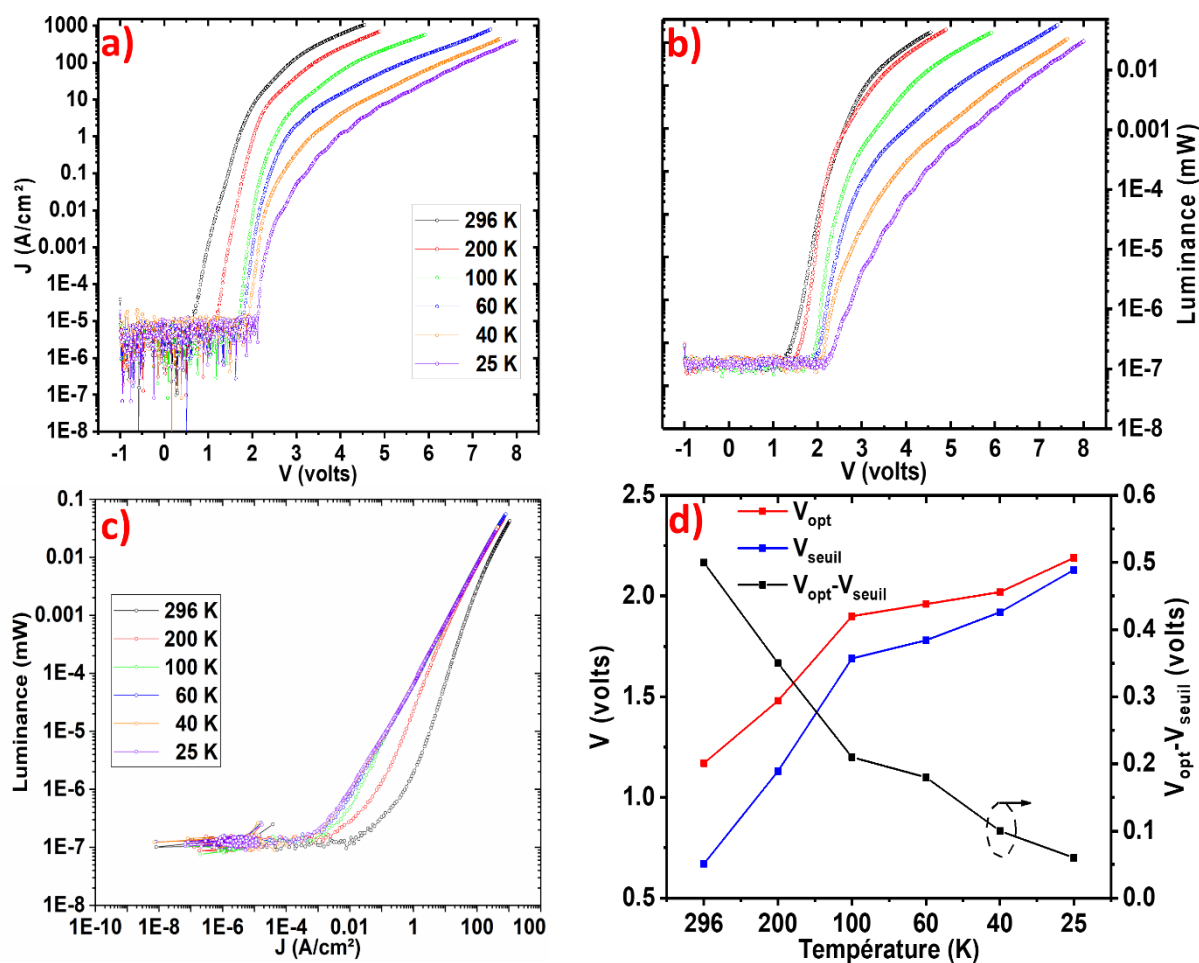 a)
1000
100
10
1
0.1
0.01
0.001
1E-4
1E-5
1E-6
1E-7
1E-8
J (A/cm²)
-1 0 1 2 3 4 5 6 7 8
V (volts)
296 K
200 K
100 K
60 K
40 K
25 K
b)
0.01
0.001
1E-4
1E-5
1E-6
1E-7
1E-8
Luminance (mW)
-1 0 1 2 3 4 5 6 7 8
V (volts)
c)
0.1
0.01
0.001
1E-4
1E-5
1E-6
1E-7
1E-8
Luminance (mW)
296 K
200 K
100 K
60 K
40 K
25 K
1E-10 1E-8 1E-6 1E-4 0.01 1 100
J (A/cm²)
d)
2.5
2.0
1.5
1.0
0.5
V (volts)
Vopt
Vseuil
Vopt-Vseuil
0.6
0.5
0.4
0.3
0.2
0.1
0.0
Vopt-Vseuil (volts)
296 200 100 60 40 25
Température (K)